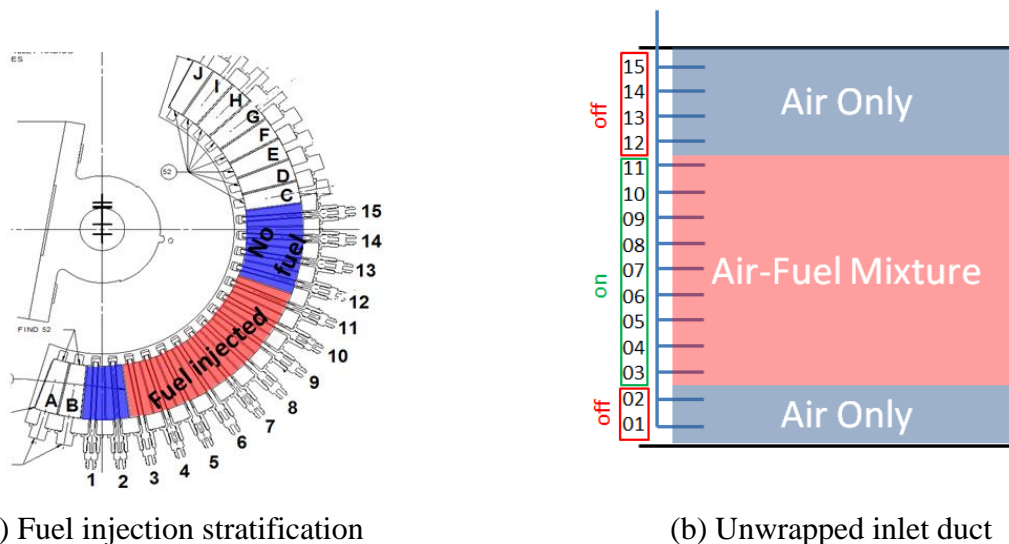 ES
J
I
H
G
F
E
D
C
52
No
fuel
Fuel injected
FIND 52
A
B
1
2
3
4
5
6
7
8
9
10
11
12
13
14
15
off
on
off
15
14
13
12
11
10
09
08
07
06
05
04
03
02
01
Air Only
Air-Fuel Mixture
Air Only
) Fuel injection stratification
(b) Unwrapped inlet duct